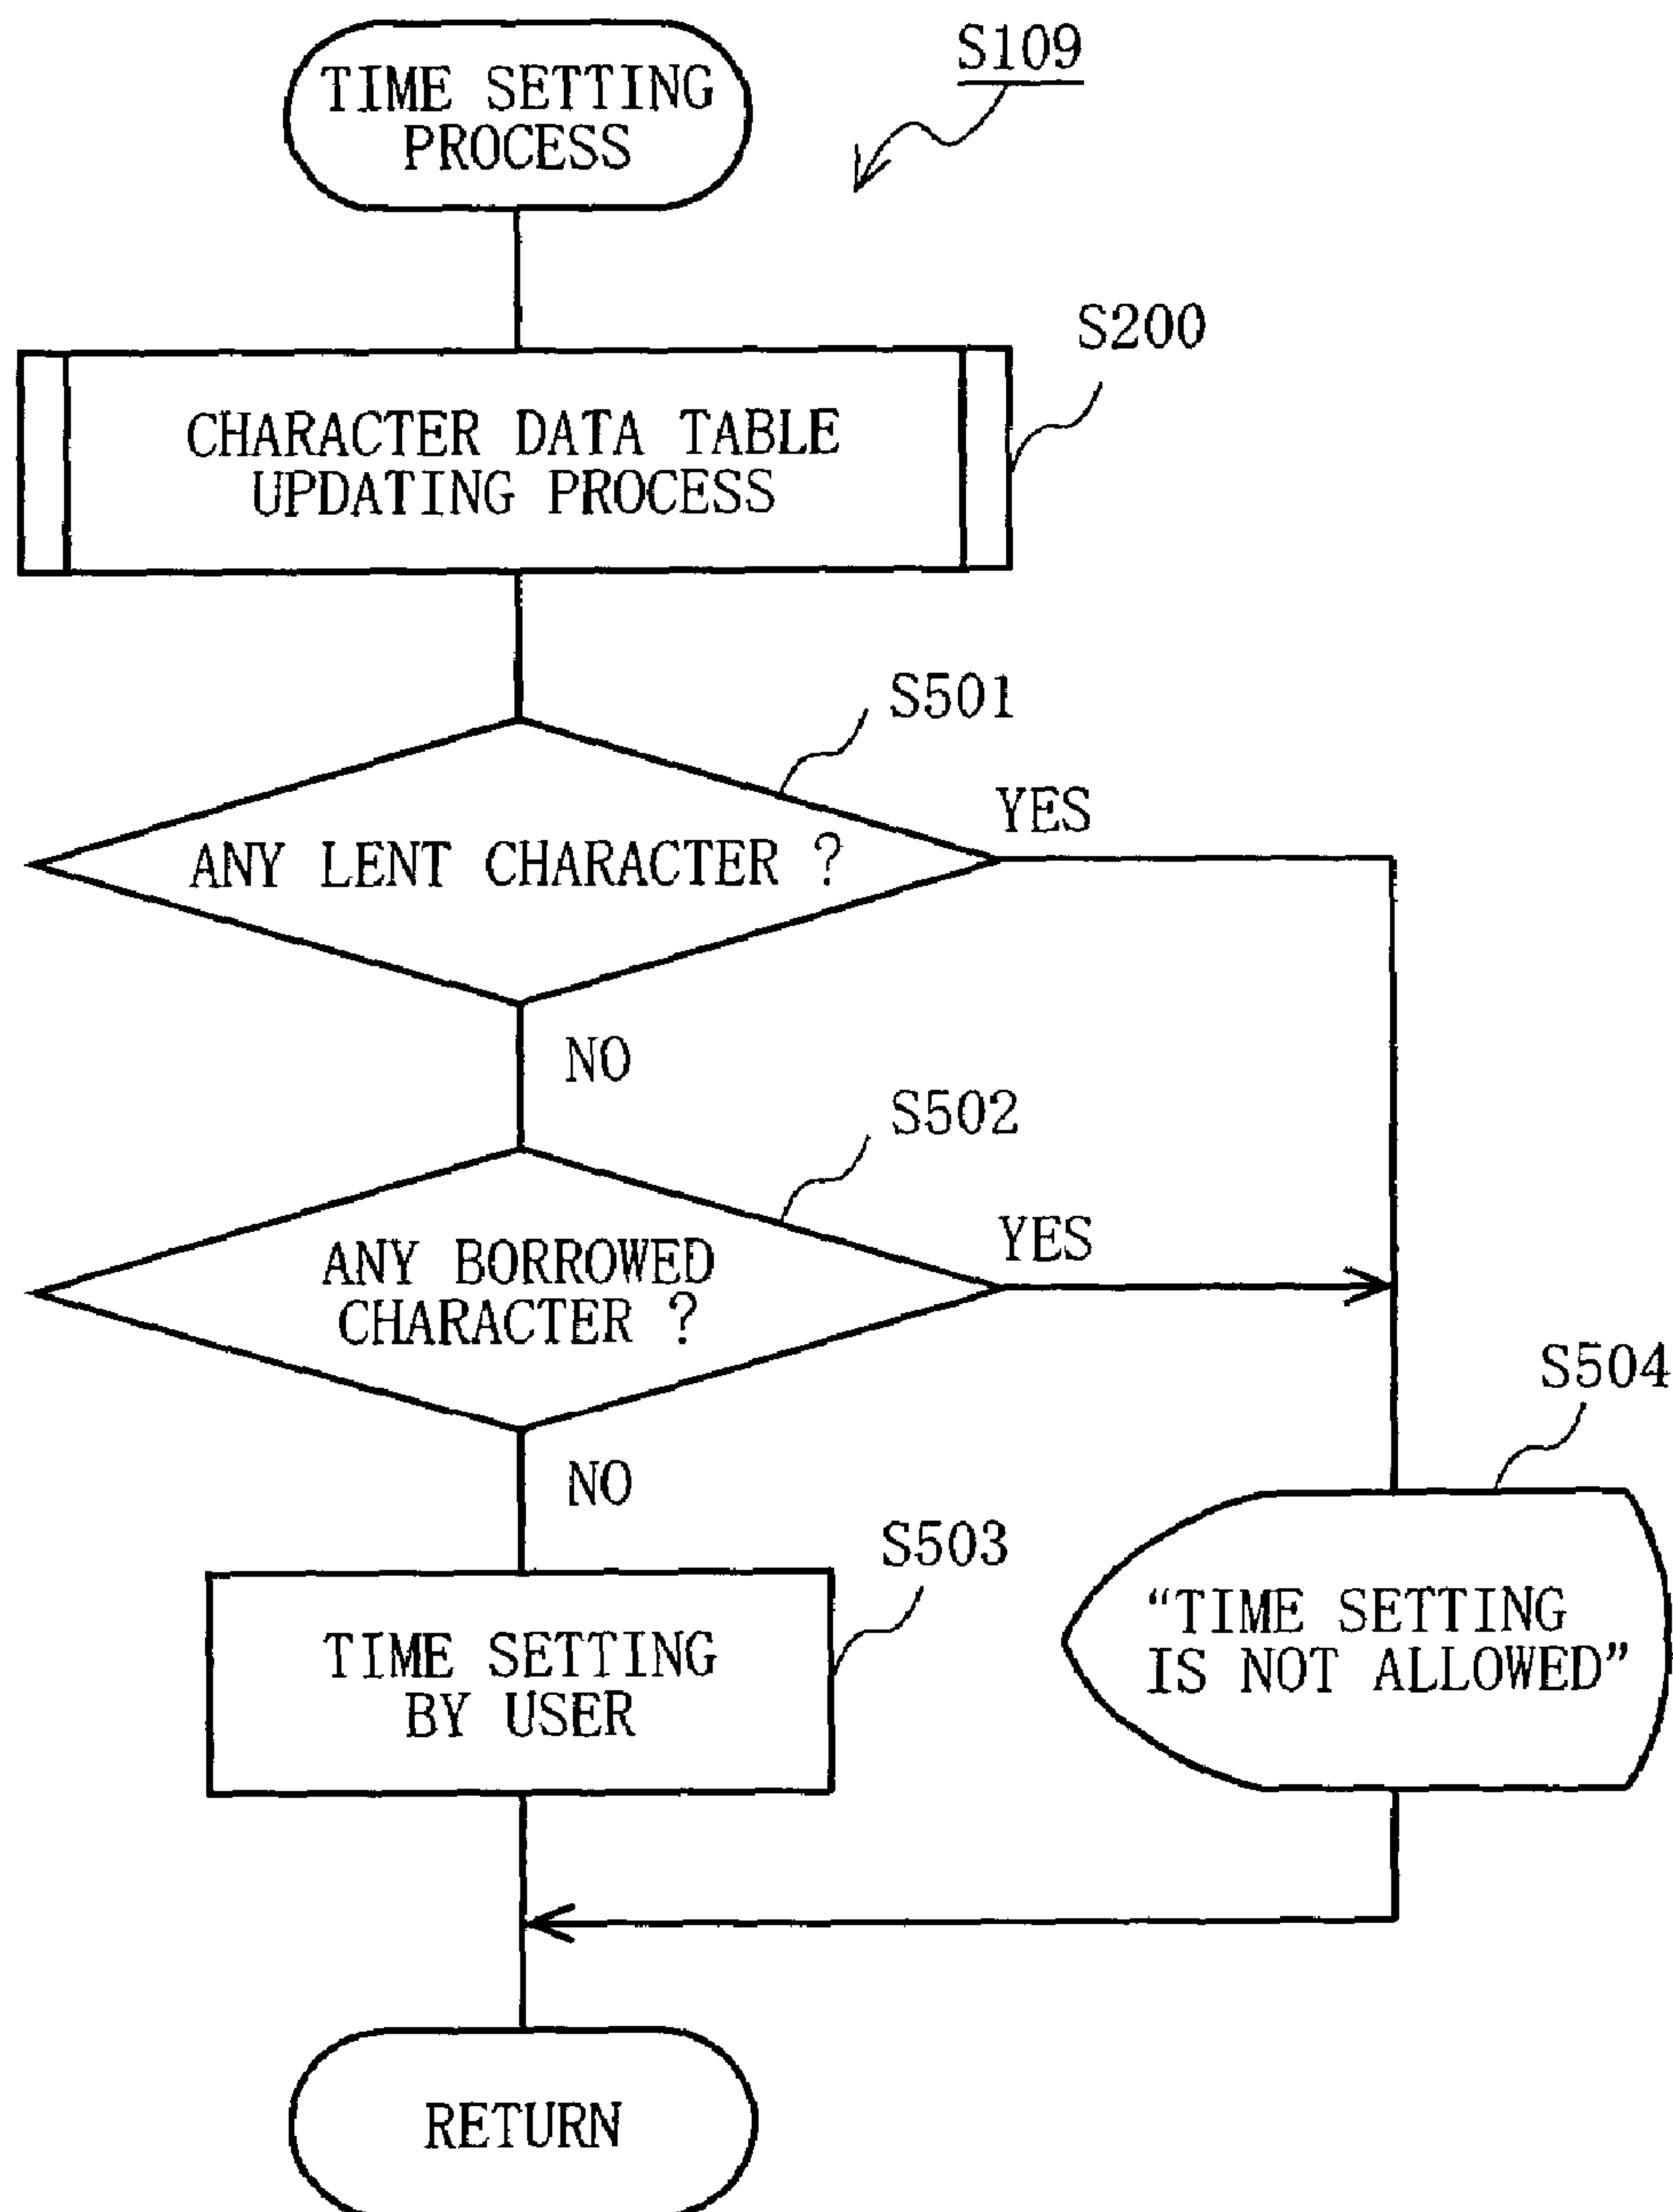 S109
TIME SETTING
PROCESS
S200
CHARACTER DATA TABLE
UPDATING PROCESS
S501
YES
ANY LENT CHARACTER ?
NO
S502
YES
ANY BORROWED
CHARACTER ?
S504
NO
S503
“TIME SETTING
IS NOT ALLOWED”
TIME SETTING
BY USER
RETURN